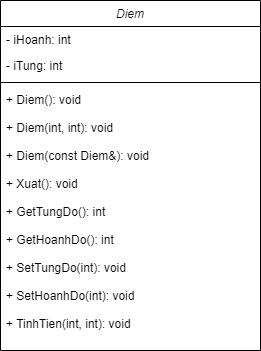 Diem
- iHoanh: int
- iTung: int
+ Diem(): void
+ Diem(int, int): void
+ Diem(const Diem&): void
+ Xuat(): void
+ GetTungDo(): int
+ GetHoanhDo(): int
+ SetTungDo(int): void
+ SetHoanhDo(int): void
+ TinhTien(int, int): void